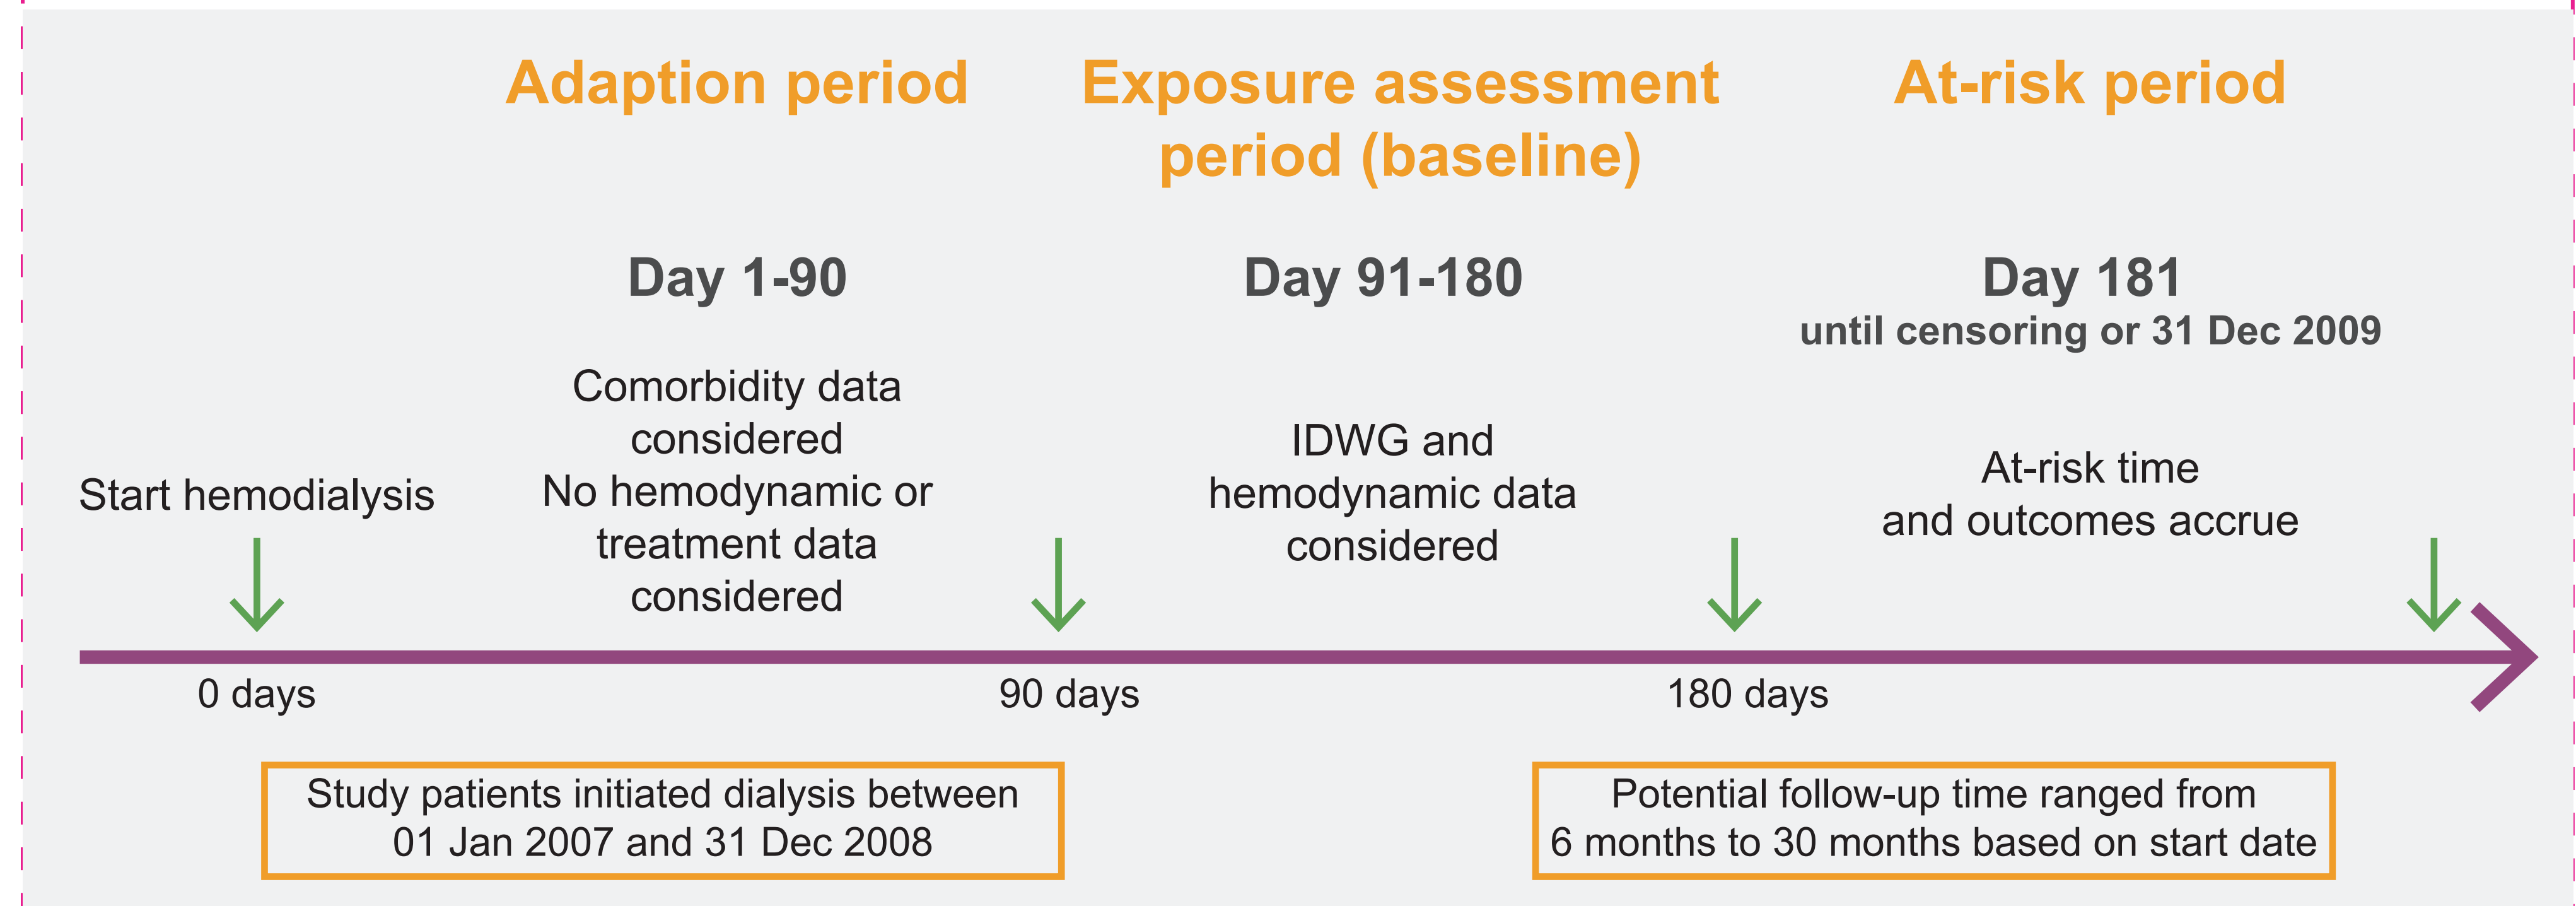 Adaption period
Exposure assessment
period (baseline)
At-risk period
Day 1-90
Day 91-180
Day 181
until censoring or 31 Dec 2009
Start hemodialysis
Comorbidity data
considered
No hemodynamic or
treatment data
considered
IDWG and
hemodynamic data
considered
At-risk time
and outcomes accrue
0 days
90 days
180 days
Study patients initiated dialysis between
01 Jan 2007 and 31 Dec 2008
Potential follow-up time ranged from
6 months to 30 months based on start date